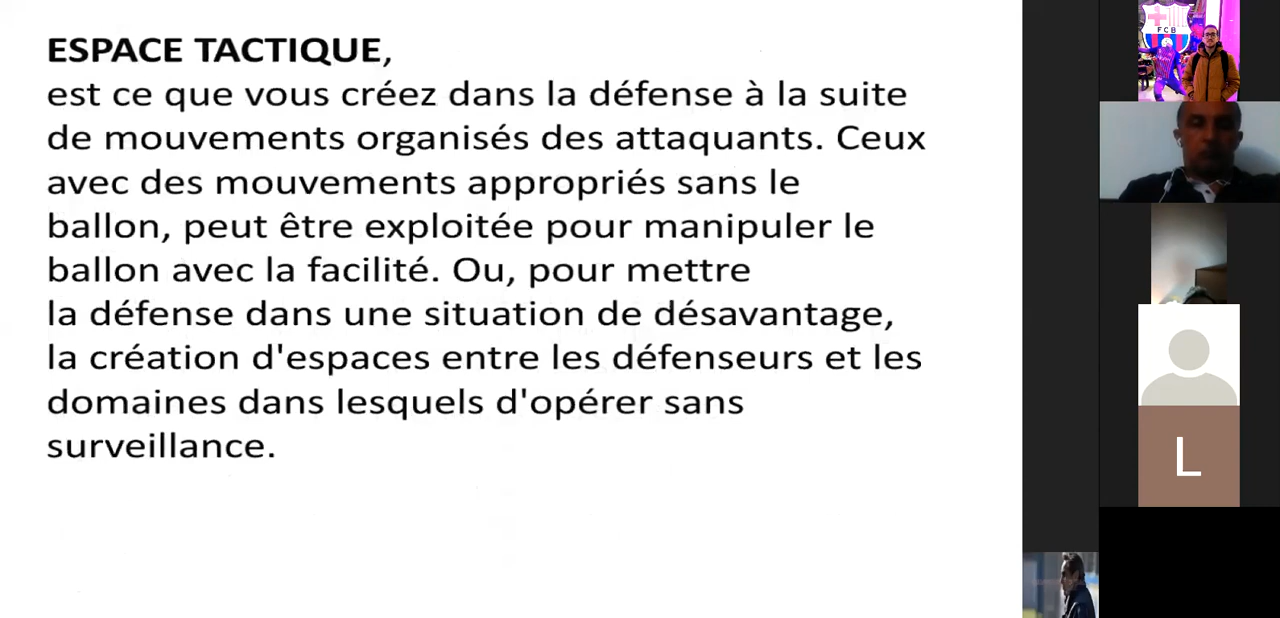 ESPACE TACTIQUE,
est ce que vous créez dans la défense à la suite
de mouvements organisés des attaquants. Ceux
avec des mouvements appropriés sans le
ballon, peut être exploitée pour manipuler le
ballon avec la facilité. Ou, pour mettre
la défense dans une situation de désavantage,
la création d'espaces entre les défenseurs et les
domaines dans lesquels d'opérer sans
surveillance.
FCB
L